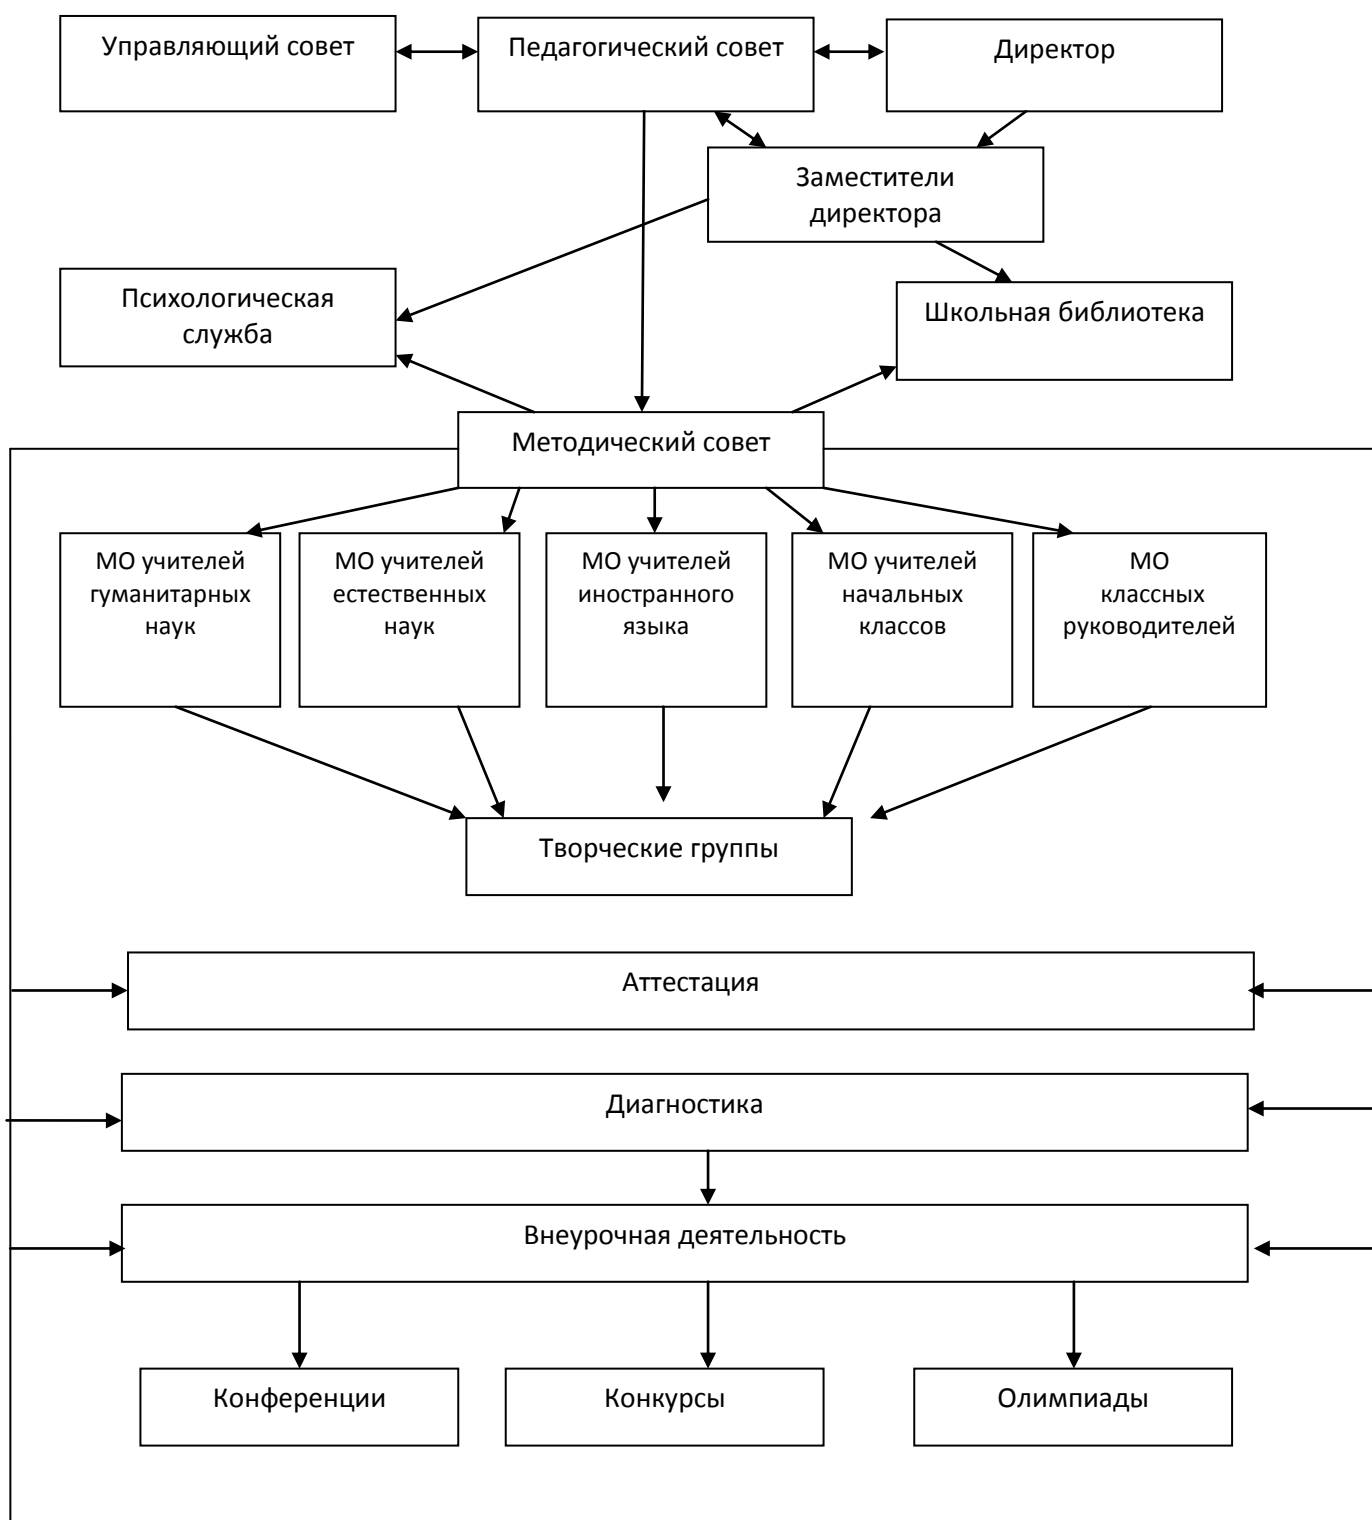 Управляющий совет
Педагогический совет
Директор
Заместители
директора
Психологическая
служба
Школьная библиотека
Методический совет
МО учителей
гуманитарных
наук
МО учителей
естественных
наук
МО учителей
иностранного
языка
МО учителей
начальных
классов
МО
классных
руководителей
Творческие группы
Аттестация
Диагностика
Внеурочная деятельность
Конференции
Конкурсы
Олимпиады